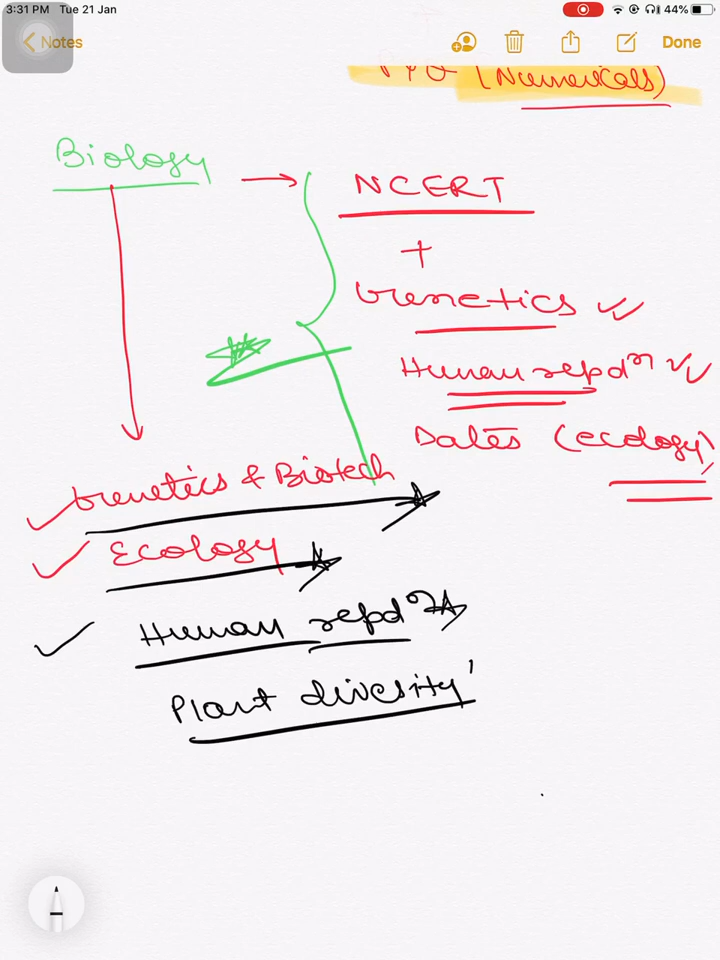 3:31 PM Tue 21 Jan
44%
Notes
Done
PYQ (Numericals)
Biology
NCERT
+
Genetics
Human repdn
Dates (ecology)
Genetics & Biotech
Ecology
Human repdn
Plant diversity